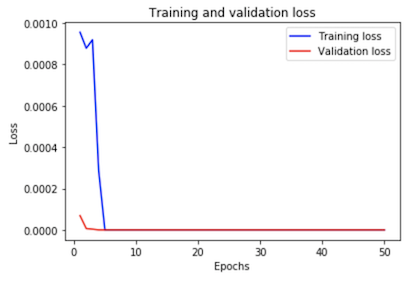 Training and validation loss
0.0010
0.0008
0.0006
0.0004
0.0002
0.0000
Loss
Training loss
Validation loss
0 10 20 30 40 50
Epochs